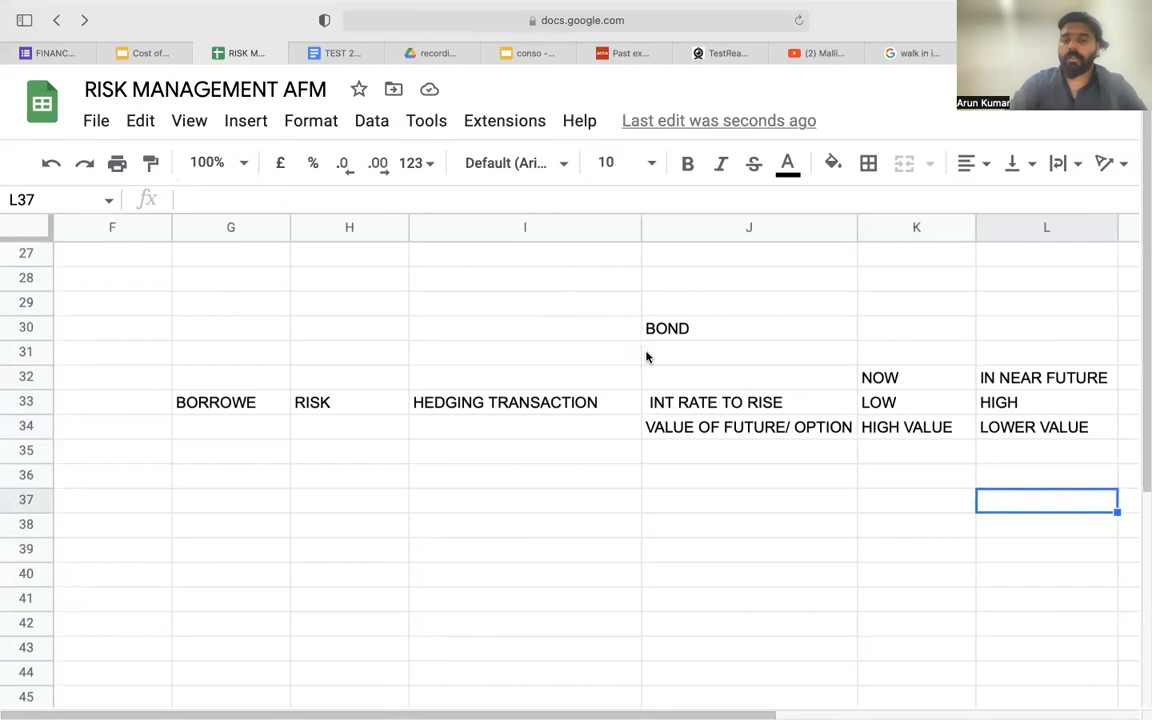 docs.google.com
FINANC...
Cost of...
RISK M...
TEST 2...
recordi...
conso -...
Past ex...
TestRea...
Malli...
walk in i...
Arun Kumar
RISK MANAGEMENT AFM
File Edit View Insert Format Data Tools Extensions Help Last edit was seconds ago
100% £ % .0 .00 123 Default (Ari... 10 B I S A
L37 fx
F G H I J K L
27
28
29
30 BOND
31
32 NOW IN NEAR FUTURE
33 BORROWE RISK HEDGING TRANSACTION INT RATE TO RISE LOW HIGH
34 VALUE OF FUTURE/ OPTION HIGH VALUE LOWER VALUE
35
36
37
38
39
40
41
42
43
44
45